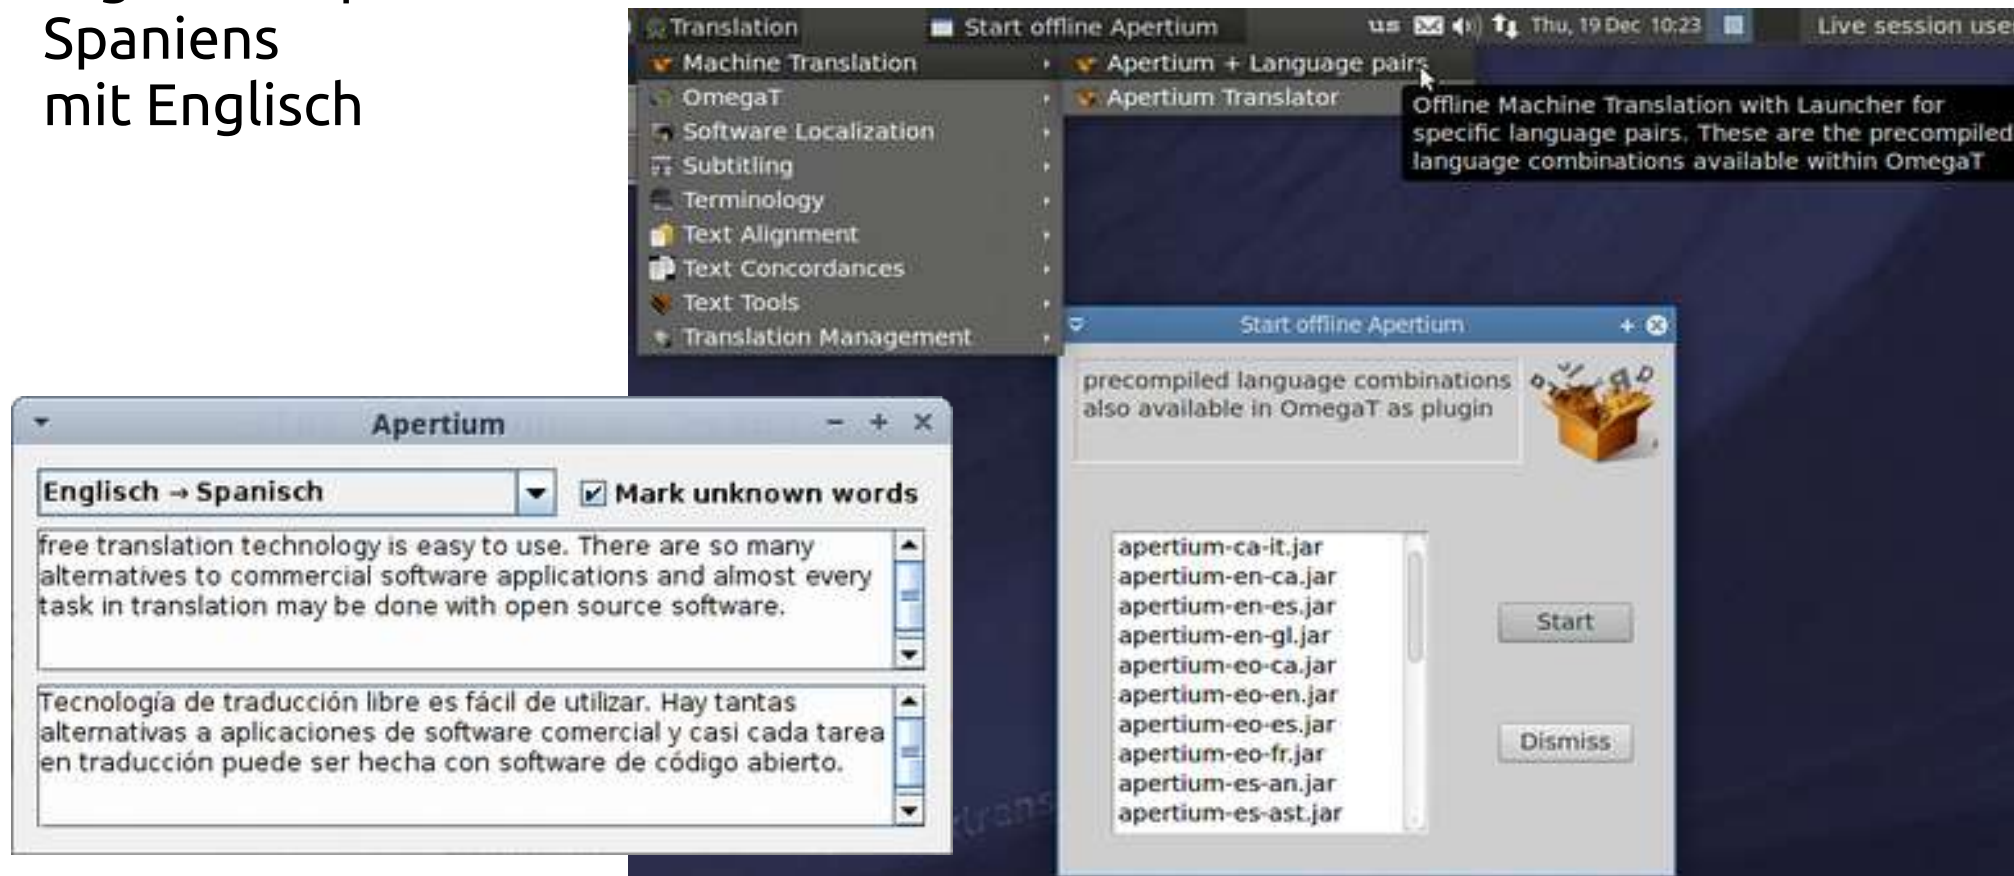 Spaniens
mit Englisch
Translation
Start offline Apertium
us
Thu, 19 Dec 10:23
Live session use
Machine Translation
OmegaT
Software Localization
Subtitling
Terminology
Text Alignment
Text Concordances
Text Tools
Translation Management
Apertium + Language pairs
Apertium Translator
Offline Machine Translation with Launcher for
specific language pairs. These are the precompiled
language combinations available within OmegaT
Start offline Apertium
precompiled language combinations
also available in OmegaT as plugin
apertium-ca-it.jar
apertium-en-ca.jar
apertium-en-es.jar
apertium-en-gl.jar
apertium-eo-ca.jar
apertium-eo-en.jar
apertium-eo-es.jar
apertium-eo-fr.jar
apertium-es-an.jar
apertium-es-ast.jar
Start
Dismiss
Apertium
Englisch → Spanisch
Mark unknown words
free translation technology is easy to use. There are so many
alternatives to commercial software applications and almost every
task in translation may be done with open source software.
Tecnología de traducción libre es fácil de utilizar. Hay tantas
alternativas a aplicaciones de software comercial y casi cada tarea
en traducción puede ser hecha con software de código abierto.